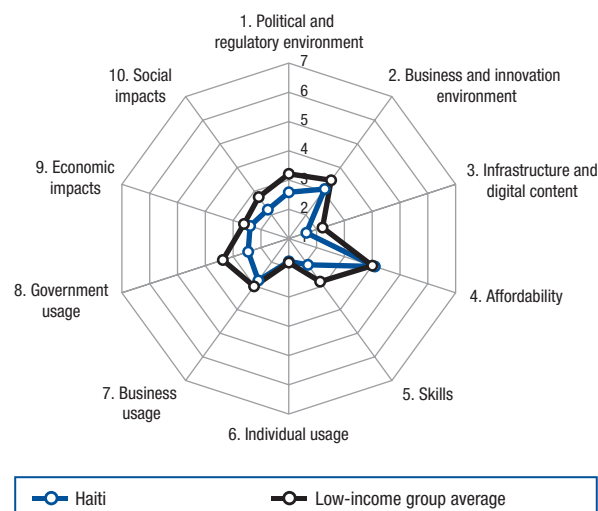 1. Political and
regulatory environment
10. Social
impacts
7
2. Business and innovation
environment
6
5
4
9. Economic
impacts
3
3. Infrastructure and
digital content
2
1
8. Government
usage
4. Affordability
7. Business
usage
5. Skills
6. Individual usage
Haiti
Low-income group average